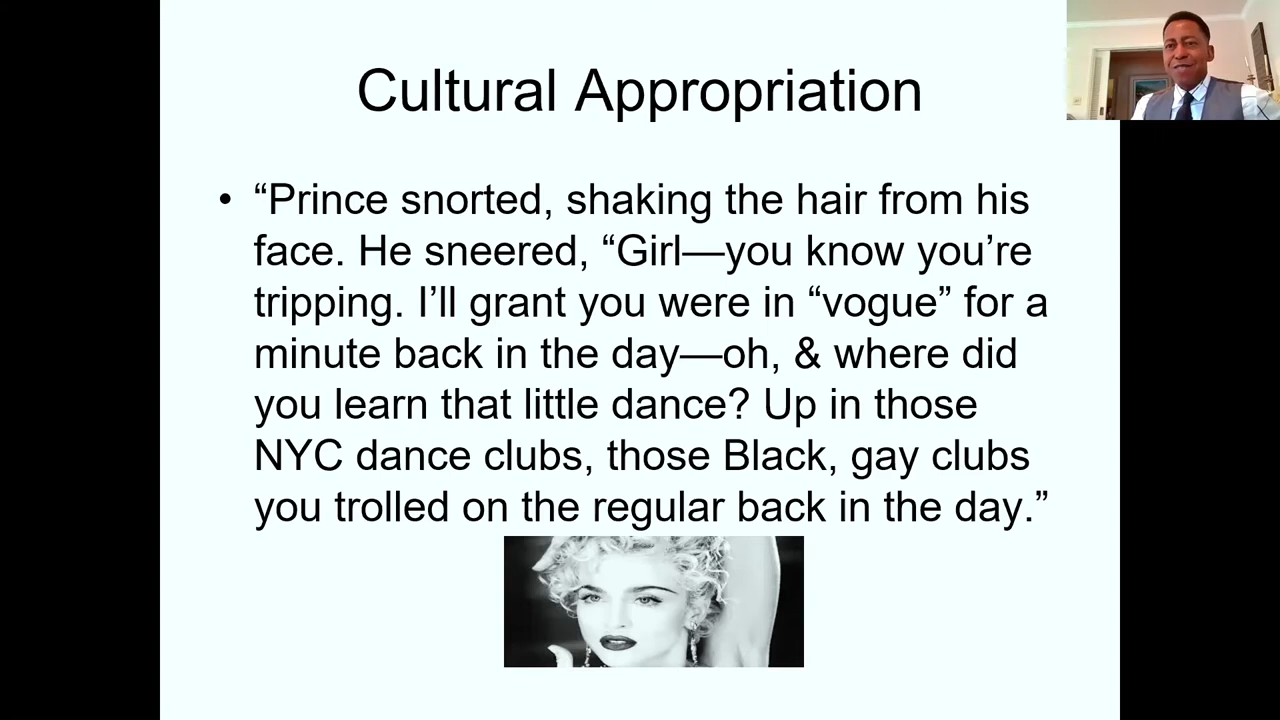 Cultural Appropriation
• “Prince snorted, shaking the hair from his
face. He sneered, “Girl—you know you’re
tripping. I’ll grant you were in “vogue” for a
minute back in the day—oh, & where did
you learn that little dance? Up in those
NYC dance clubs, those Black, gay clubs
you trolled on the regular back in the day.”